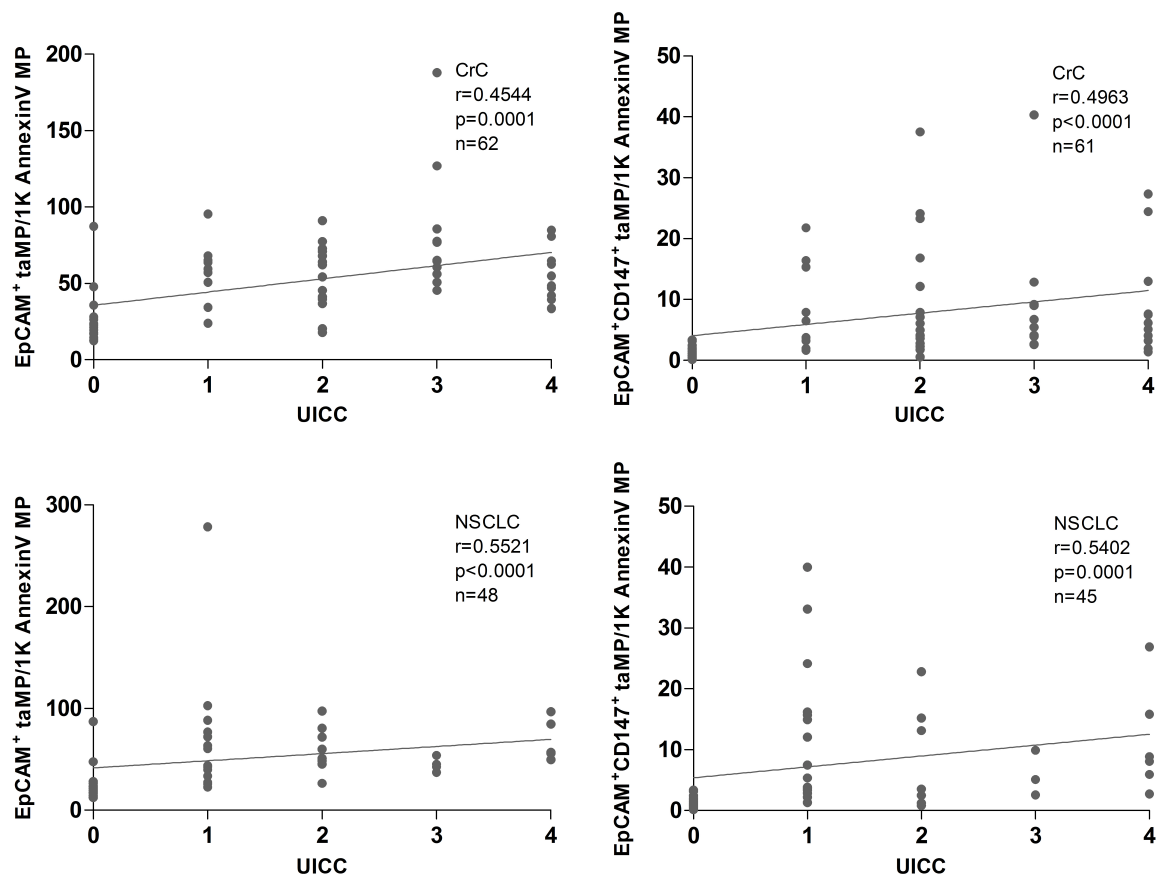 EpCAM⁺ taMP/1K AnnexinV MP
200
150
100
50
0
0 1 2 3 4
UICC
CrC
r=0.4544
p=0.0001
n=62
EpCAM⁺CD147⁺ taMP/1K AnnexinV MP
50
40
30
20
10
0
0 1 2 3 4
UICC
CrC
r=0.4963
p<0.0001
n=61
EpCAM⁺ taMP/1K AnnexinV MP
300
200
100
0
0 1 2 3 4
UICC
NSCLC
r=0.5521
p<0.0001
n=48
EpCAM⁺CD147⁺ taMP/1K AnnexinV MP
50
40
30
20
10
0
0 1 2 3 4
UICC
NSCLC
r=0.5402
p=0.0001
n=45